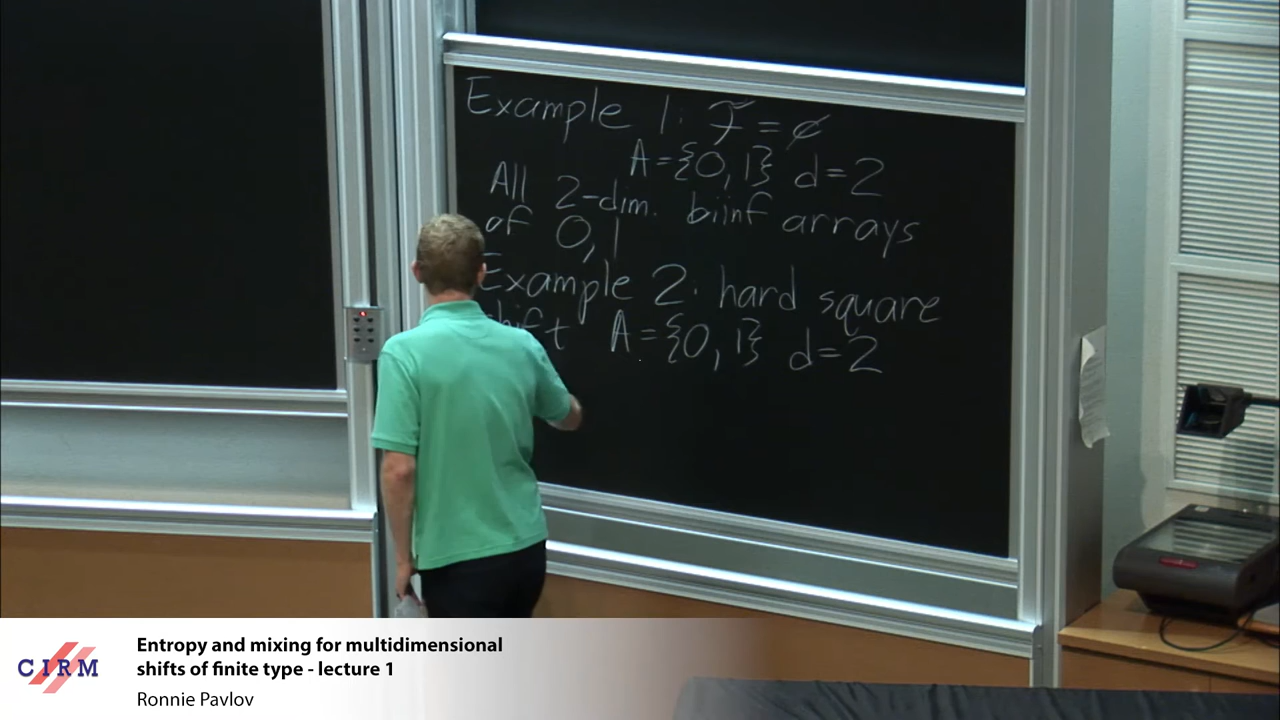 Example 1: F = ∅
A={0,1} d=2
All 2-dim. biinf arrays
of 0,1
Example 2: hard square
shift A={0,1} d=2
CIRM
Entropy and mixing for multidimensional
shifts of finite type - lecture 1
Ronnie Pavlov